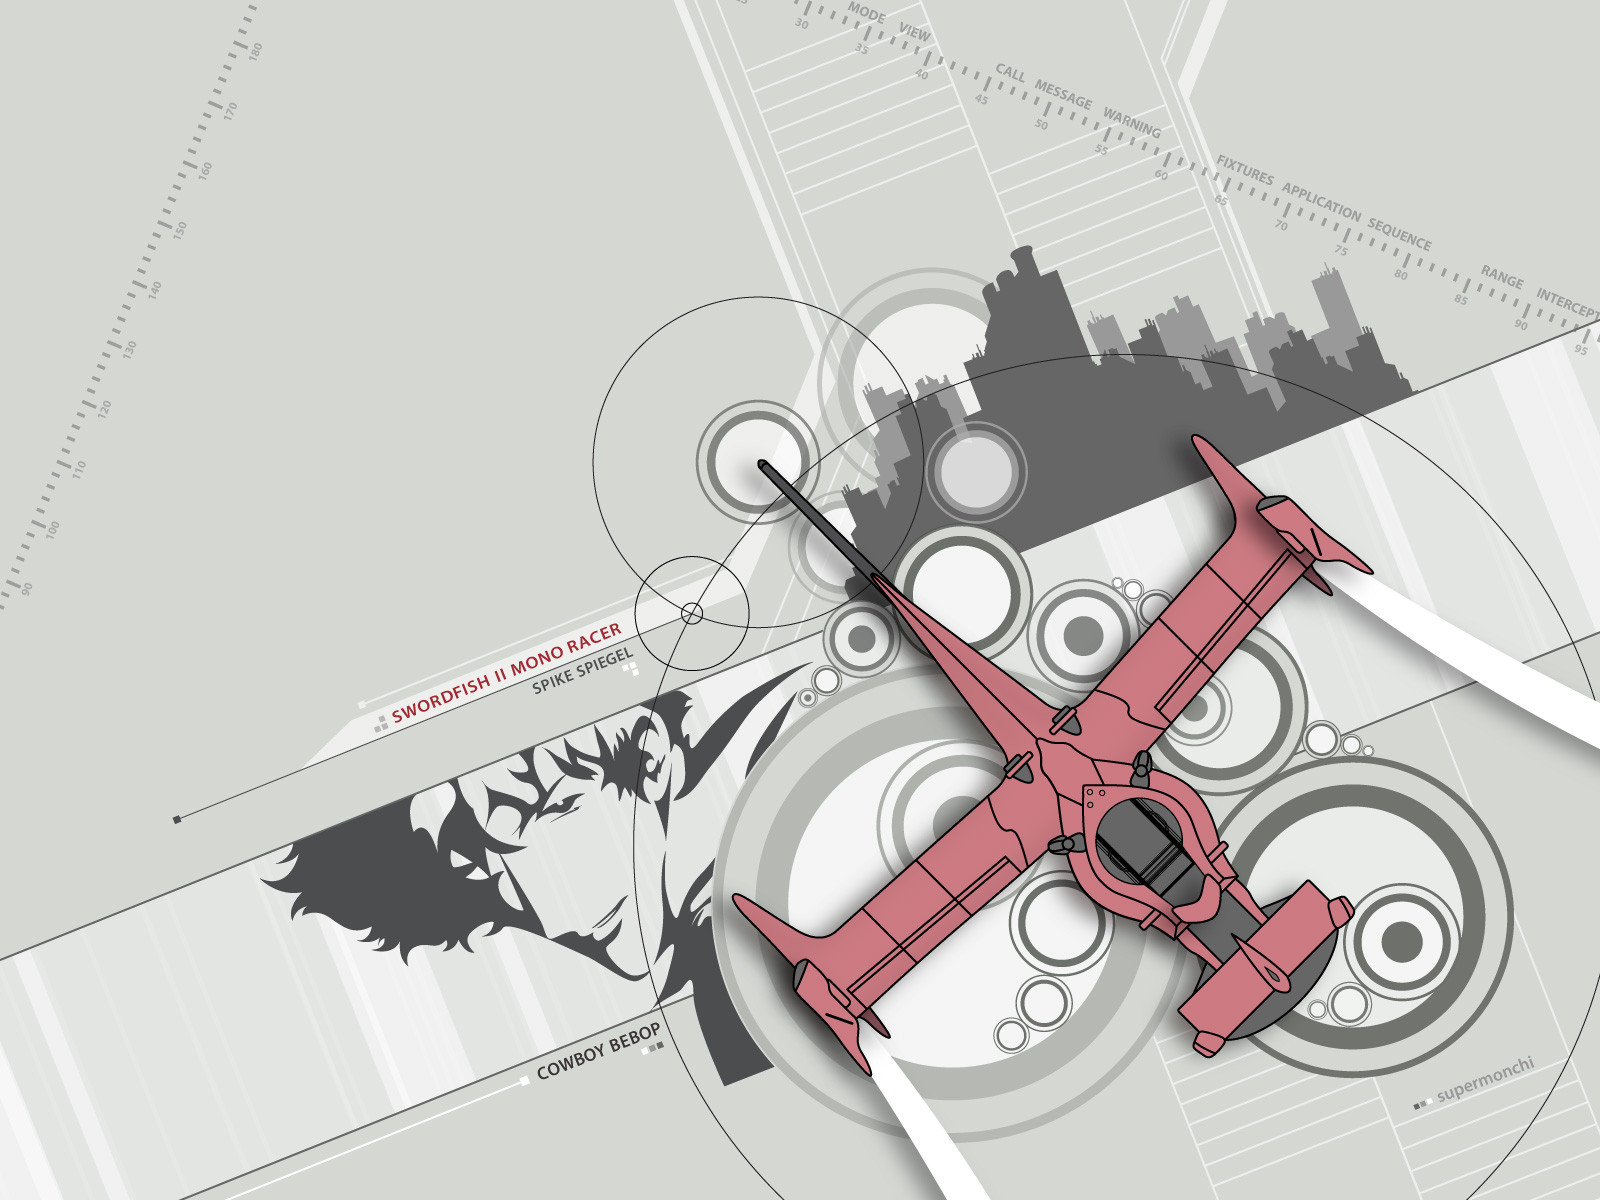 MODE VIEW
CALL MESSAGE WARNING
FIXTURES APPLICATION SEQUENCE
RANGE INTERCEPT
30 35 40 45 50 55 60 65 70 75 80 85 90 95
180
170
160
150
140
130
120
110
100
90
SWORDFISH II MONO RACER
SPIKE SPIEGEL
COWBOY BEBOP
supermonchi